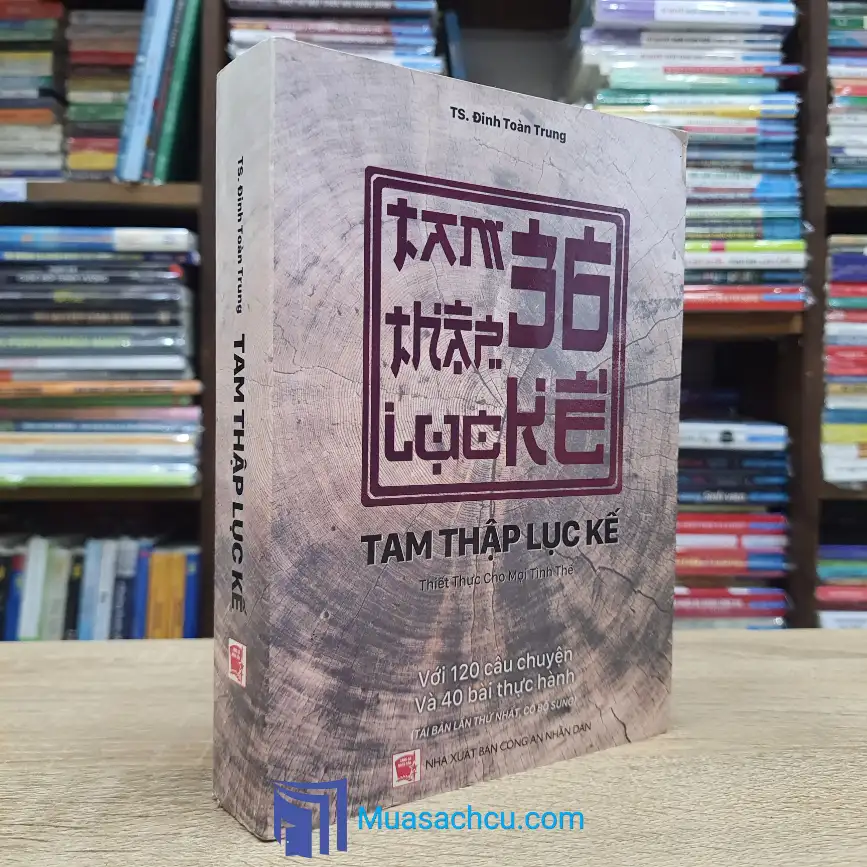 TS. Đinh Toàn Trung
TAM 36
THẬP
LỤC KẾ
TAM THẬP LỤC KẾ
Thiết Thực Cho Mọi Tình Thế
Với 120 câu chuyện
Và 40 bài thực hành
(TÁI BẢN LẦN THỨ NHẤT, CÓ BỔ SUNG)
NHÀ XUẤT BẢN CÔNG AN NHÂN DÂN
TS. Đinh Toàn Trung
TAM THẬP LỤC KẾ
Muasachcu.com